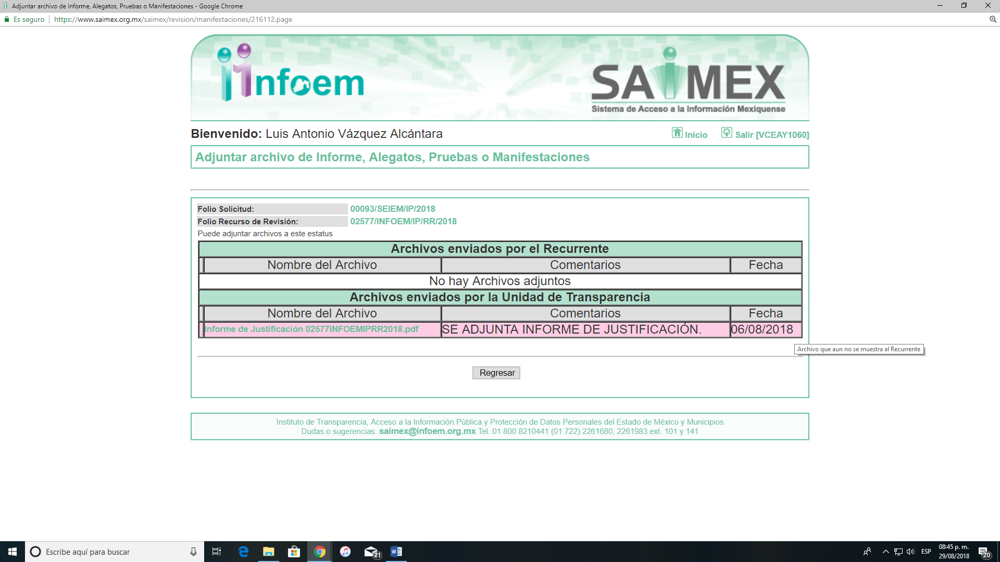 Adjuntar archivo de Informe, Alegatos, Pruebas o Manifestaciones - Google Chrome
Es seguro | https://www.saimex.org.mx/saimex/revision/manifestaciones/216112.page
infoem
SAIMEX
Sistema de Acceso a la Información Mexiquense
Bienvenido: Luis Antonio Vázquez Alcántara
Inicio
Salir [VCEAY1060]
Adjuntar archivo de Informe, Alegatos, Pruebas o Manifestaciones
Folio Solicitud: 00093/SEIEM/IP/2018
Folio Recurso de Revisión: 02577/INFOEM/IP/RR/2018
Puede adjuntar archivos a este estatus
Archivos enviados por el Recurrente
Nombre del Archivo Comentarios Fecha
No hay Archivos adjuntos
Archivos enviados por la Unidad de Transparencia
Nombre del Archivo Comentarios Fecha
Informe de Justificación 02577INFOEMIPRR2018.pdf SE ADJUNTA INFORME DE JUSTIFICACIÓN. 06/08/2018
Archivo que aun no se muestra al Recurrente
Regresar
Instituto de Transparencia, Acceso a la Información Pública y Protección de Datos Personales del Estado de México y Municipios
Dudas o sugerencias: saimex@infoem.org.mx Tel. 01 800 8210441 (01 722) 2261680, 2261983 ext. 101 y 141
Escribe aquí para buscar
21
ESP
08:45 p. m.
29/08/2018
20